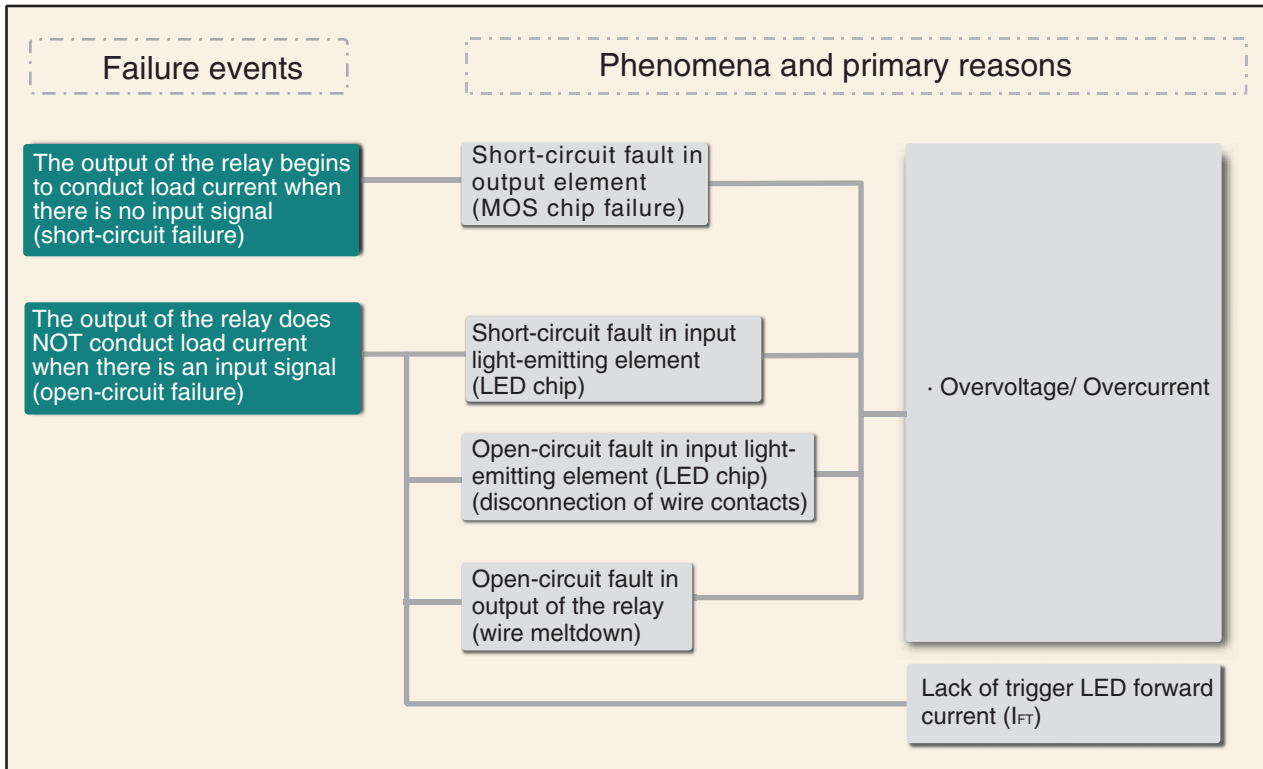 Failure events
Phenomena and primary reasons
The output of the relay begins
to conduct load current when
there is no input signal
(short-circuit failure)
Short-circuit fault in
output element
(MOS chip failure)
The output of the relay does
NOT conduct load current
when there is an input signal
(open-circuit failure)
Short-circuit fault in input
light-emitting element
(LED chip)
Open-circuit fault in input light-
emitting element (LED chip)
(disconnection of wire contacts)
Open-circuit fault in
output of the relay
(wire meltdown)
· Overvoltage/ Overcurrent
Lack of trigger LED forward
current (IFT)